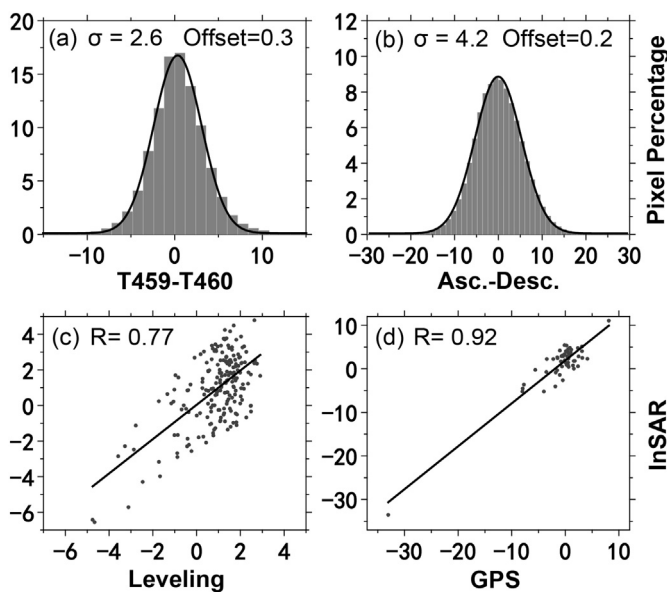 (a) σ = 2.6 Offset=0.3
20
15
10
5
0
−10 0 10
T459-T460
(b) σ = 4.2 Offset=0.2
12
10
8
6
4
2
0
−30 −20 −10 0 10 20 30
Asc.-Desc.
Pixel Percentage
(c) R= 0.77
4
2
0
−2
−4
−6
−6 −4 −2 0 2 4
Leveling
(d) R= 0.92
10
0
−10
−20
−30
−30 −20 −10 0 10
GPS
InSAR